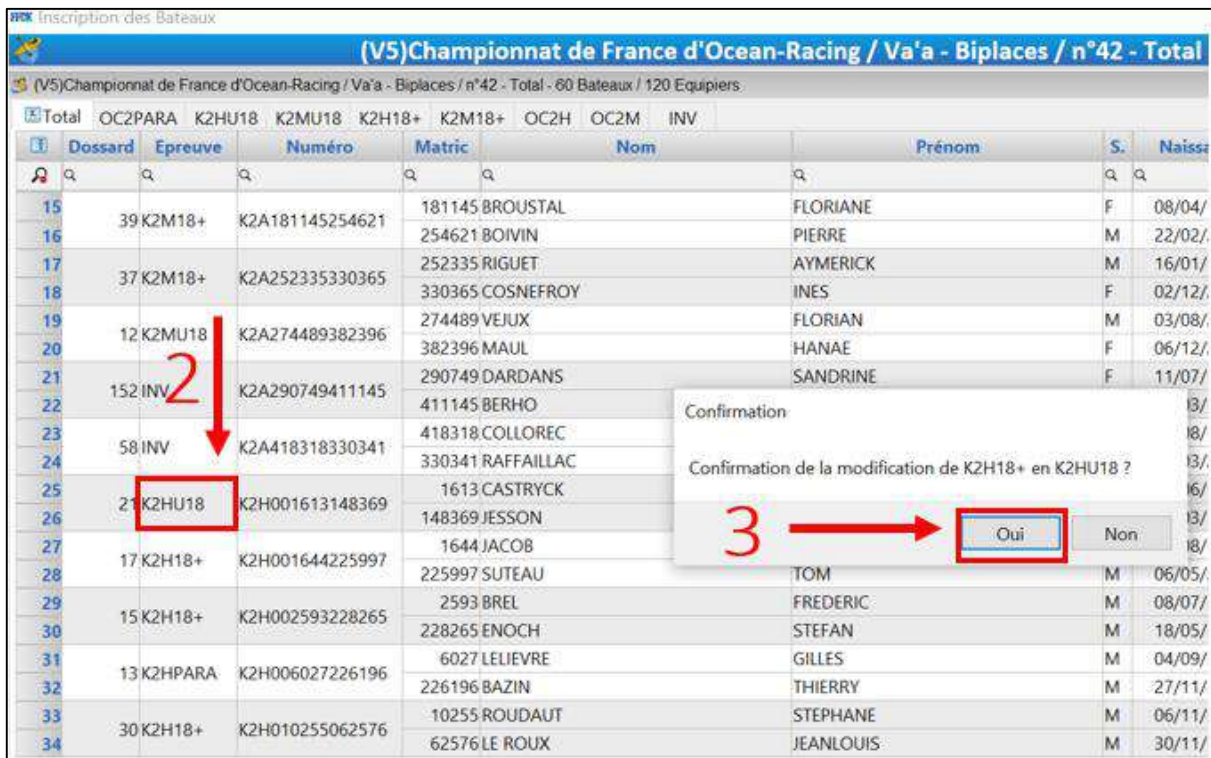 FFCK Inscription des Bateaux
(V5)Championnat de France d'Ocean-Racing / Va'a - Biplaces / n°42 - Total
(V5)Championnat de France d'Ocean-Racing / Va'a - Biplaces / n°42 - Total - 60 Bateaux / 120 Equipiers
Total OC2PARA K2HU18 K2MU18 K2H18+ K2M18+ OC2H OC2M INV
Dossard Epreuve Numéro Matric Nom Prénom S. Naissa
15 181145 BROUSTAL FLORIANE F 08/04/
39 K2M18+ K2A181145254621
16 254621 BOIVIN PIERRE M 22/02/
17 252335 RIGUET AYMERICK M 16/01/
37 K2M18+ K2A252335330365
18 330365 COSNEFROY INES F 02/12/
19 274489 VEJUX FLORIAN M 03/08/
12 K2MU18 K2A274489382396
20 382396 MAUL HANAE F 06/12/
2
21 290749 DARDANS SANDRINE F 11/07/
152 INV K2A290749411145
22 411145 BERHO 3/
Confirmation
23 418318 COLLOREC 8/
58 INV K2A418318330341
24 330341 RAFFAILLAC 3/
Confirmation de la modification de K2H18+ en K2HU18 ?
25 1613 CASTRYCK 6/
21 K2HU18 K2H001613148369
26 148369 JESSON 3/
3 Oui Non
27 1644 JACOB 8/
17 K2H18+ K2H001644225997
28 225997 SUTEAU TOM M 06/05/
29 2593 BREL FREDERIC M 08/07/
15 K2H18+ K2H002593228265
30 228265 ENOCH STEFAN M 18/05/
31 6027 LELIEVRE GILLES M 04/09/
13 K2HPARA K2H006027226196
32 226196 BAZIN THIERRY M 27/11/
33 10255 ROUDAUT STEPHANE M 06/11/
30 K2H18+ K2H010255062576
34 62576 LE ROUX JEANLOUIS M 30/11/